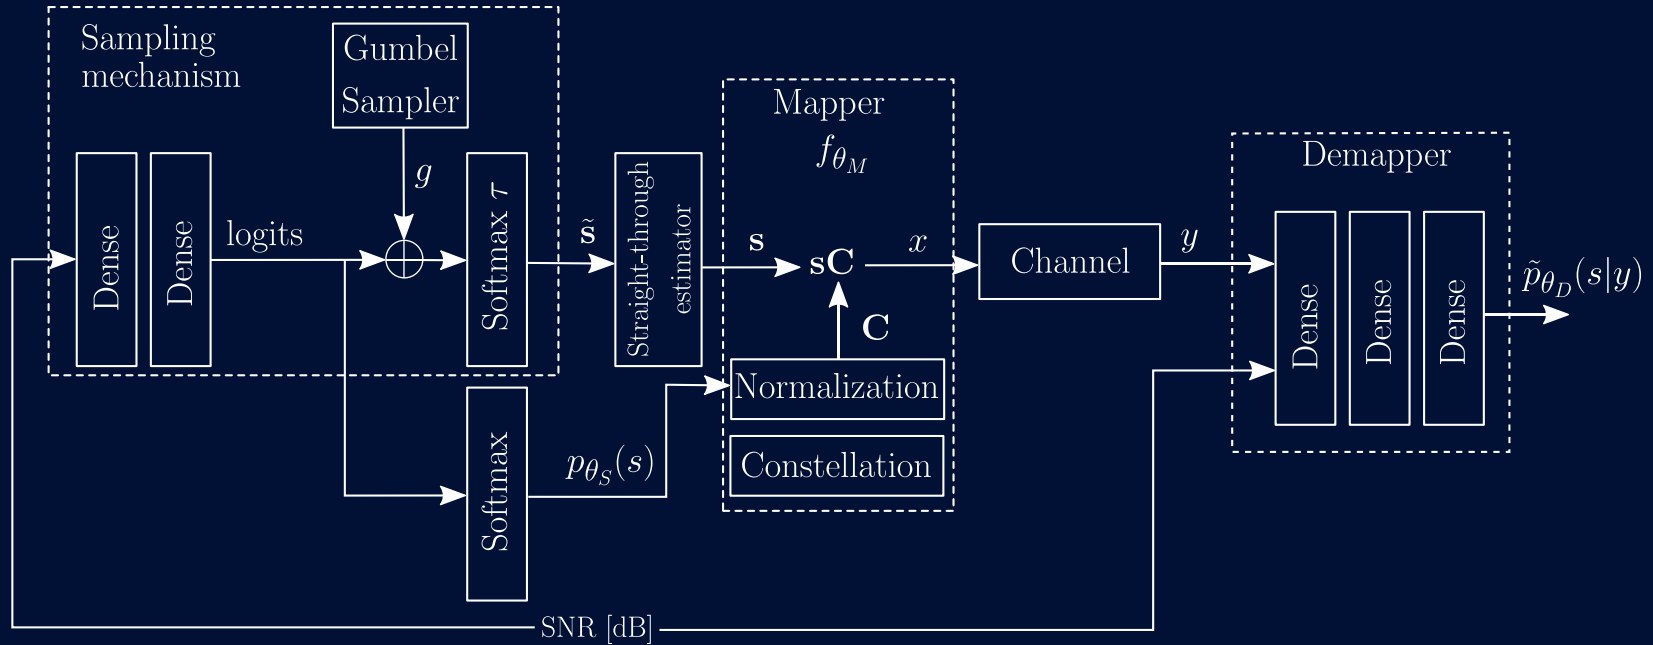 Sampling
mechanism
Gumbel
Sampler
g
Dense
Dense
logits
Softmax τ
s̃
Straight-through
estimator
Softmax
p_{θ_S}(s)
Mapper
f_{θ_M}
s
sC
x
C
Normalization
Constellation
Channel
y
Demapper
Dense
Dense
Dense
p̃_{θ_D}(s|y)
SNR [dB]